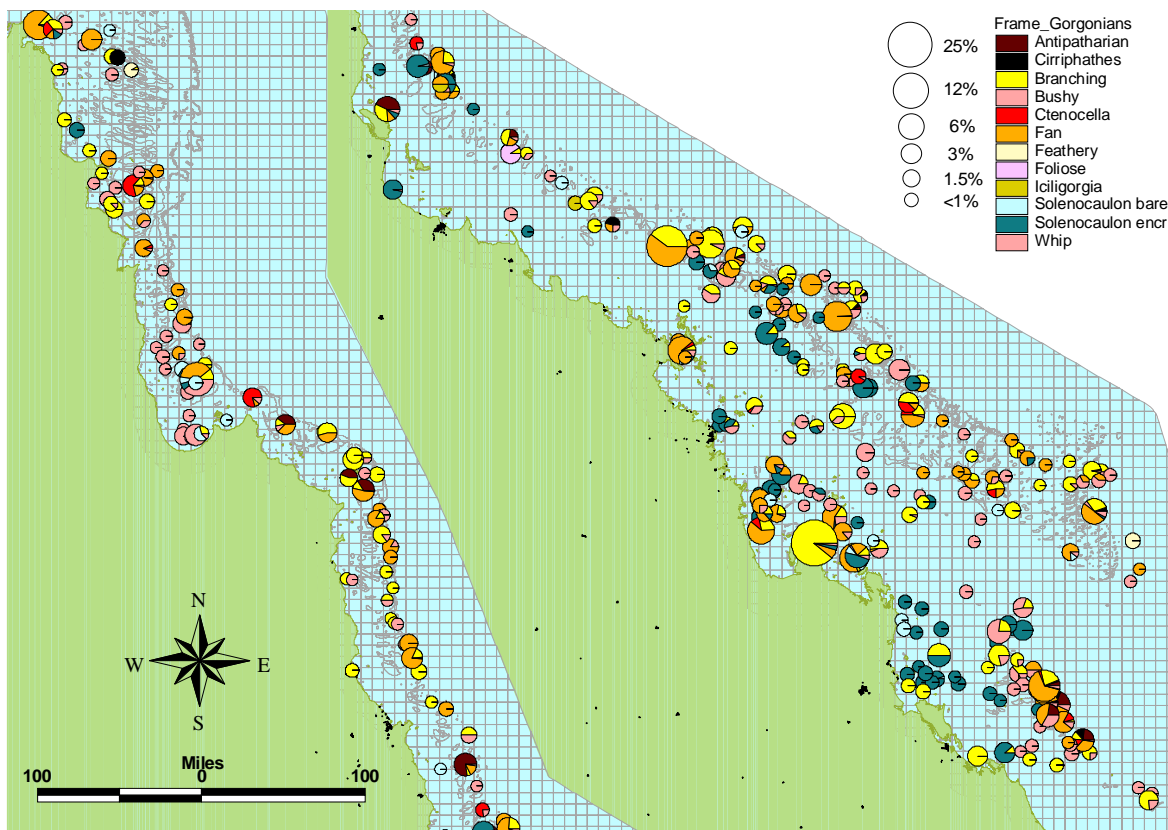 Frame_Gorgonians
Antipatharian
Cirriphathes
Branching
Bushy
Ctenocella
Fan
Feathery
Foliose
Iciligorgia
Solenocaulon bare
Solenocaulon encr
Whip
25%
12%
6%
3%
1.5%
<1%
N
W
E
S
Miles
100
0
100